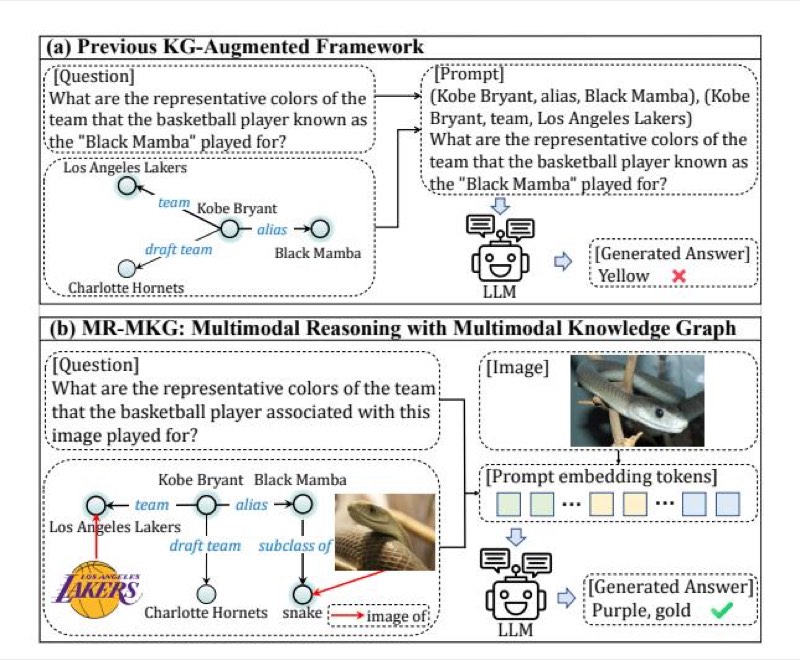 (a) Previous KG-Augmented Framework
[Question]
What are the representative colors of the
team that the basketball player known as
the "Black Mamba" played for?
Los Angeles Lakers
team
Kobe Bryant
alias
Black Mamba
draft team
Charlotte Hornets
[Prompt]
(Kobe Bryant, alias, Black Mamba), (Kobe
Bryant, team, Los Angeles Lakers)
What are the representative colors of the
team that the basketball player known as
the "Black Mamba" played for?
LLM
[Generated Answer]
Yellow
(b) MR-MKG: Multimodal Reasoning with Multimodal Knowledge Graph
[Question]
What are the representative colors of the team
that the basketball player associated with this
image played for?
Kobe Bryant
Black Mamba
team
alias
Los Angeles Lakers
draft team
subclass of
LOS ANGELES
LAKERS
Charlotte Hornets
snake
image of
[Image]
[Prompt embedding tokens]
... ...
LLM
[Generated Answer]
Purple, gold